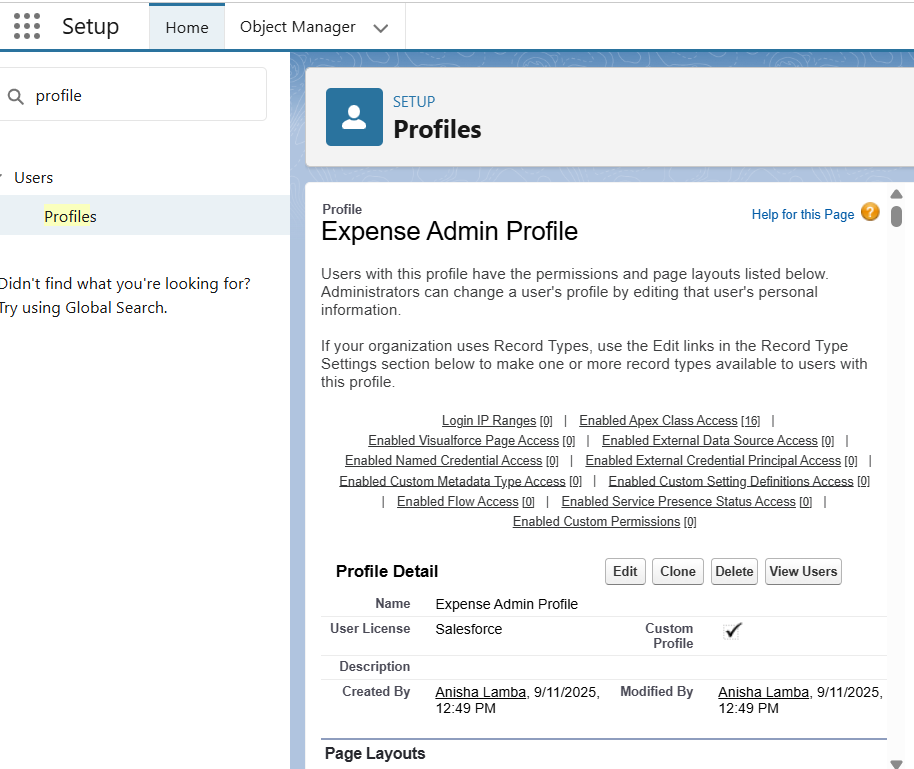 Setup
Home
Object Manager
profile
Users
Profiles
Didn't find what you're looking for?
Try using Global Search.
SETUP
Profiles
Profile
Expense Admin Profile
Help for this Page
Users with this profile have the permissions and page layouts listed below.
Administrators can change a user's profile by editing that user's personal
information.
If your organization uses Record Types, use the Edit links in the Record Type
Settings section below to make one or more record types available to users with
this profile.
Login IP Ranges [0] | Enabled Apex Class Access [16] |
Enabled Visualforce Page Access [0] | Enabled External Data Source Access [0] |
Enabled Named Credential Access [0] | Enabled External Credential Principal Access [0] |
Enabled Custom Metadata Type Access [0] | Enabled Custom Setting Definitions Access [0]
| Enabled Flow Access [0] | Enabled Service Presence Status Access [0] |
Enabled Custom Permissions [0]
Profile Detail
Edit Clone Delete View Users
Name Expense Admin Profile
User License Salesforce Custom
Profile
Description
Created By Anisha Lamba, 9/11/2025, Modified By Anisha Lamba, 9/11/2025,
12:49 PM 12:49 PM
Page Layouts